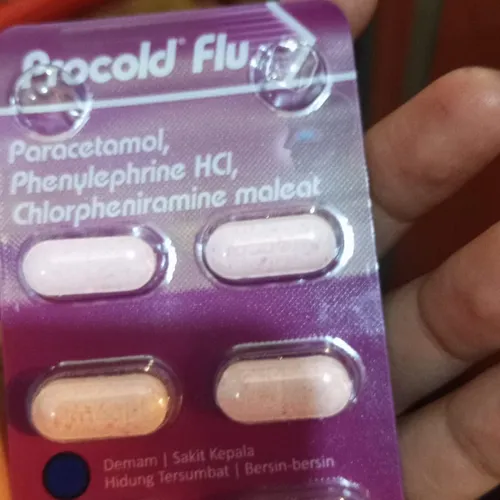 Procold® Flu
Paracetamol,
Phenylephrine HCl,
Chlorpheniramine maleat
Demam | Sakit Kepala
Hidung Tersumbat | Bersin-bersin